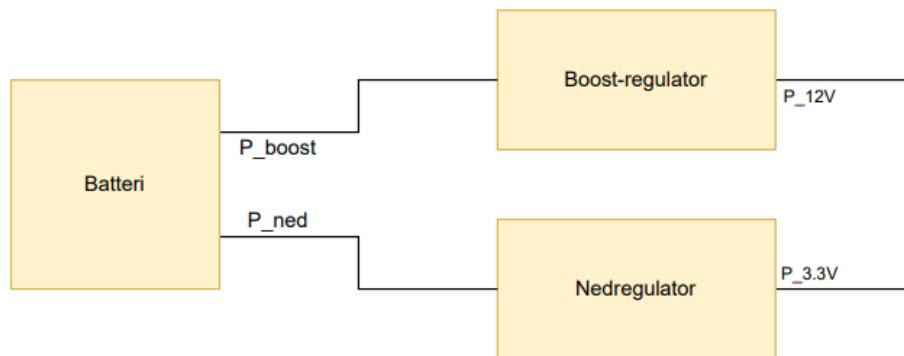 Boost-regulator
P_12V
P_boost
Batteri
P_ned
P_3.3V
Nedregulator